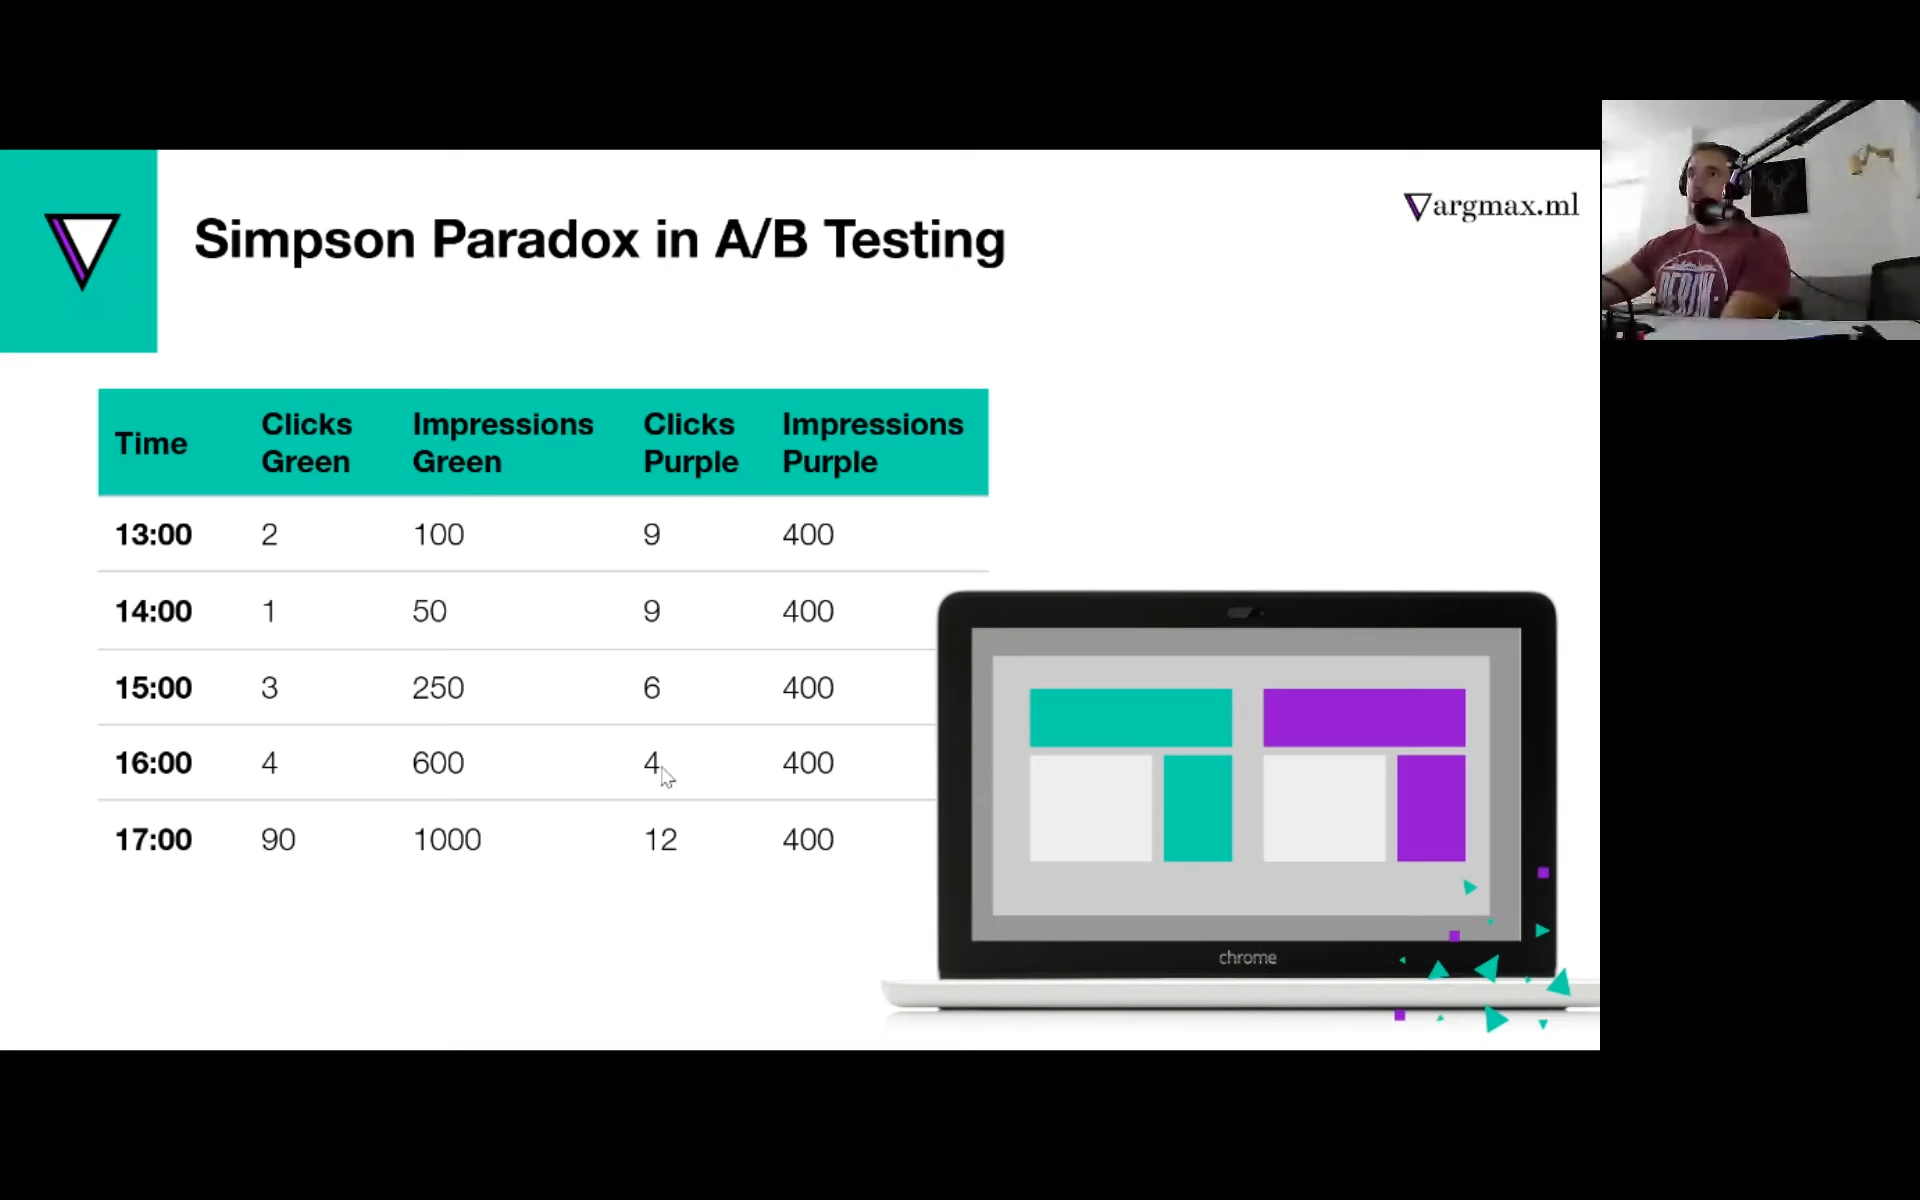 Simpson Paradox in A/B Testing
argmax.ml
Time Clicks Green Impressions Green Clicks Purple Impressions Purple
13:00 2 100 9 400
14:00 1 50 9 400
15:00 3 250 6 400
16:00 4 600 4 400
17:00 90 1000 12 400
chrome